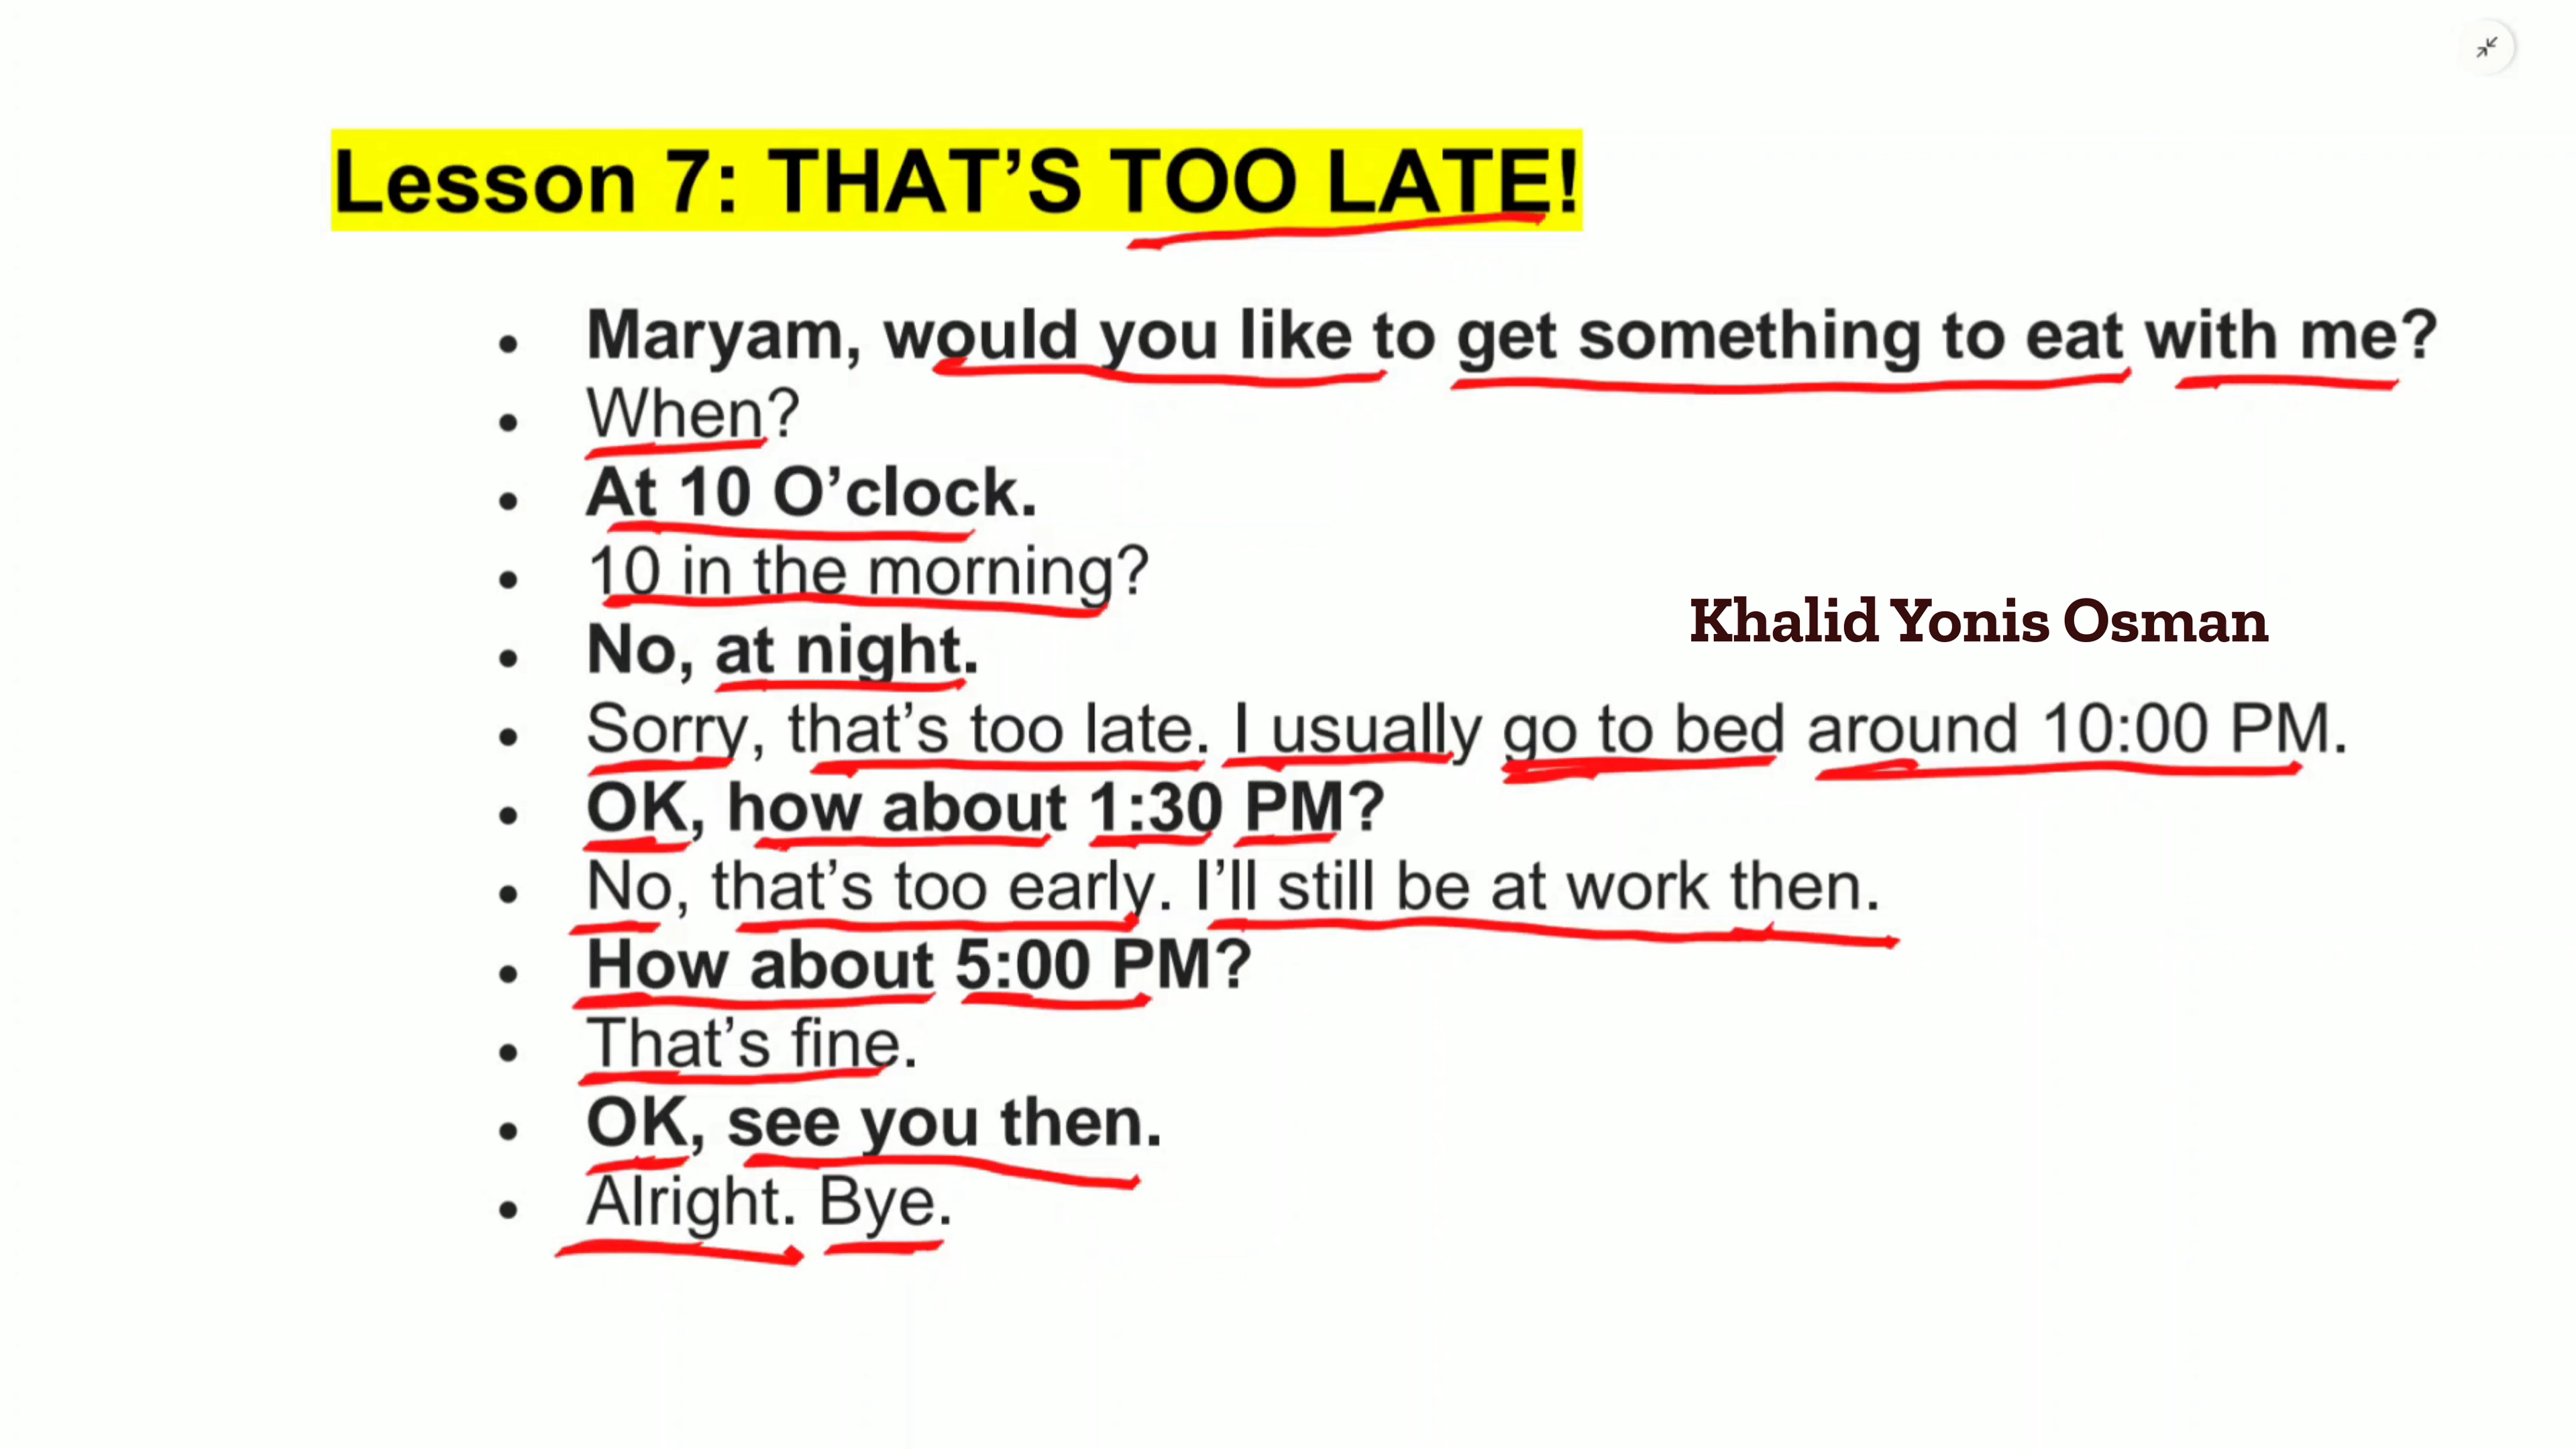 Lesson 7: THAT’S TOO LATE!
• Maryam, would you like to get something to eat with me?
• When?
• At 10 O’clock.
• 10 in the morning?
Khalid Yonis Osman
• No, at night.
• Sorry, that’s too late. I usually go to bed around 10:00 PM.
• OK, how about 1:30 PM?
• No, that’s too early. I’ll still be at work then.
• How about 5:00 PM?
• That’s fine.
• OK, see you then.
• Alright. Bye.